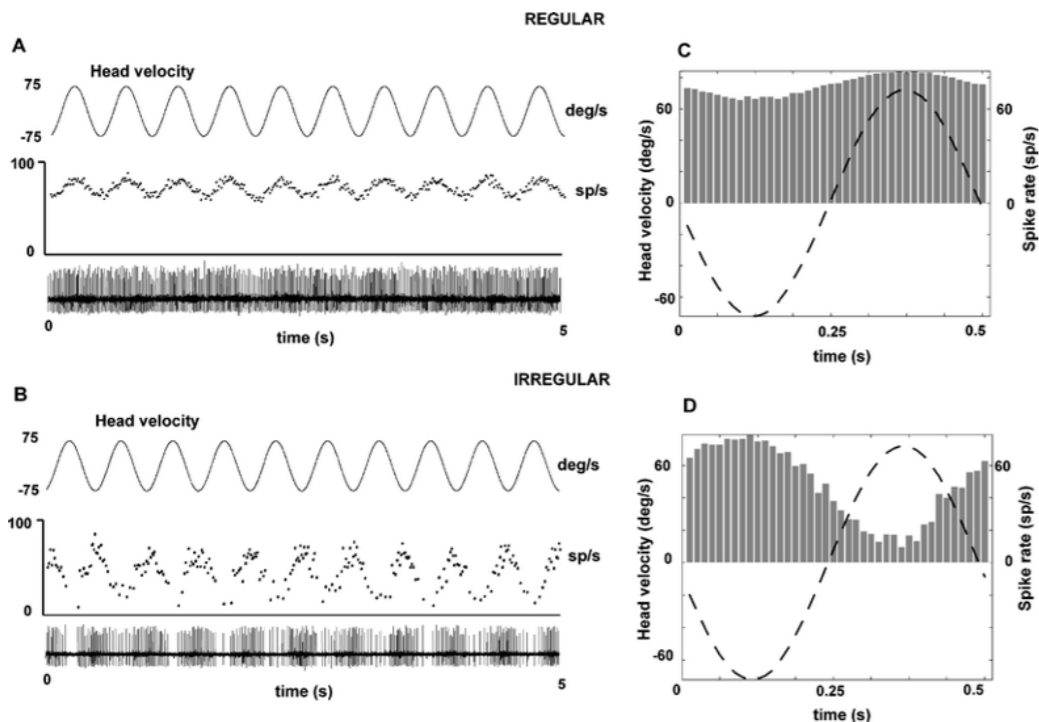 REGULAR
A
Head velocity
75
deg/s
-75
100
sp/s
0
0
5
time (s)
C
60
60
0
0
-60
Head velocity (deg/s)
Spike rate (sp/s)
0
0.25
0.5
time (s)
IRREGULAR
B
Head velocity
75
deg/s
-75
100
sp/s
0
0
5
time (s)
D
60
60
0
0
-60
Head velocity (deg/s)
Spike rate (sp/s)
0
0.25
0.5
time (s)